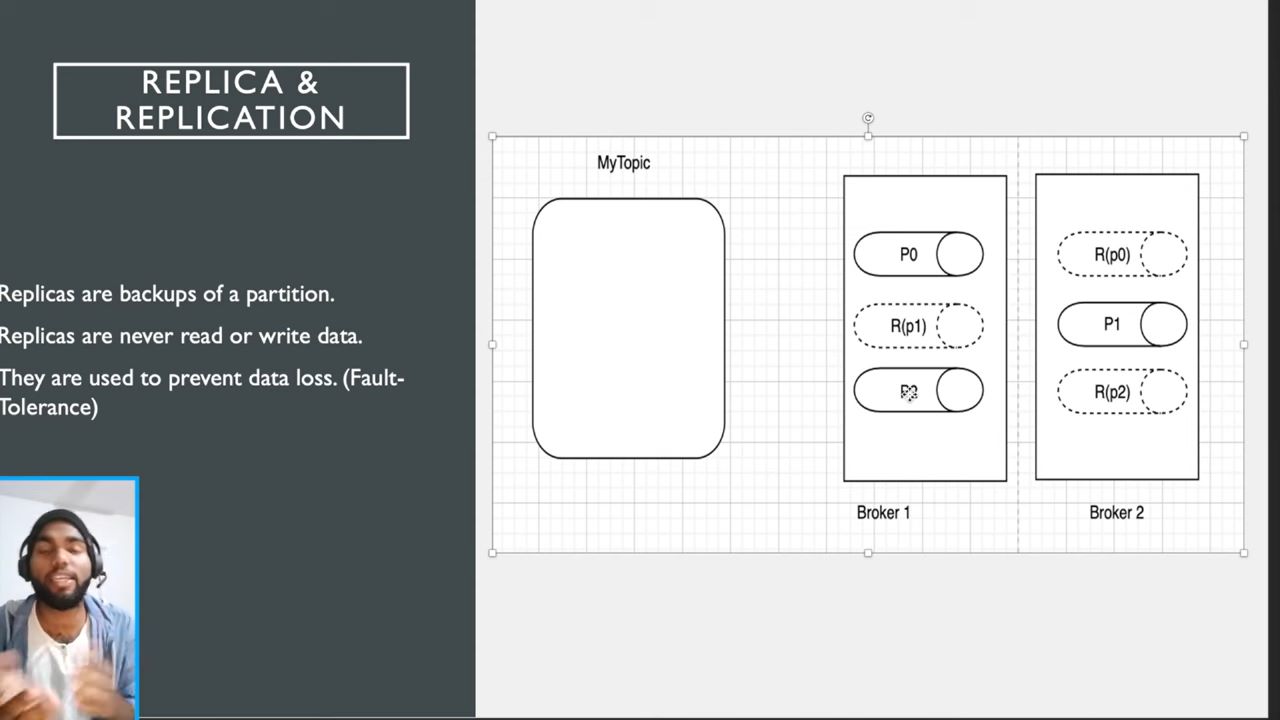 REPLICA &
REPLICATION
Replicas are backups of a partition.
Replicas are never read or write data.
They are used to prevent data loss. (Fault-
Tolerance)
MyTopic
P0
R(p1)
Broker 1
R(p0)
P1
R(p2)
Broker 2